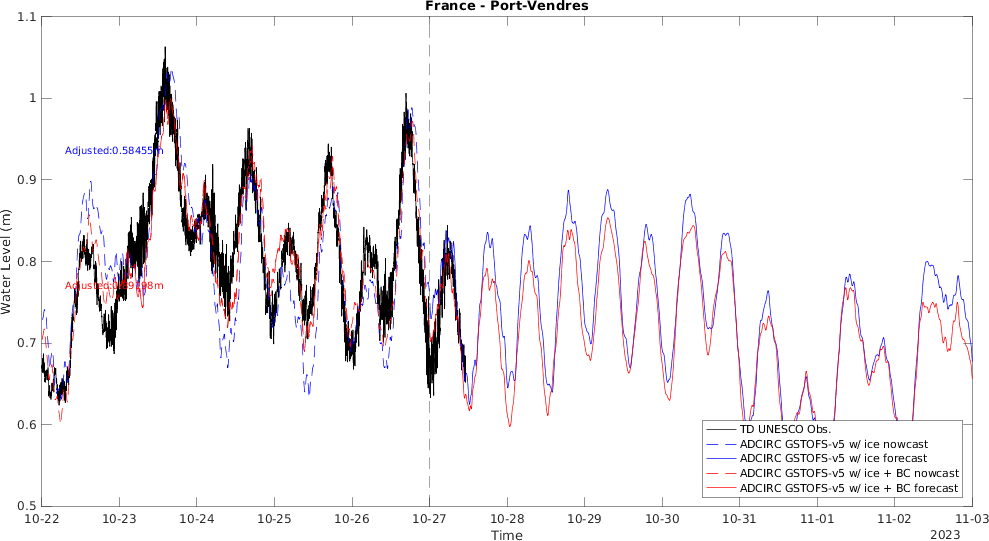 France - Port-Vendres
Water Level (m)
1.1
1
0.9
0.8
0.7
0.6
0.5
Adjusted:0.58455m
TD UNESCO Obs.
ADCIRC GSTOFS-v5 w/ ice nowcast
ADCIRC GSTOFS-v5 w/ ice forecast
ADCIRC GSTOFS-v5 w/ ice + BC nowcast
ADCIRC GSTOFS-v5 w/ ice + BC forecast
10-22 10-23 10-24 10-25 10-26 10-27 10-28 10-29 10-30 10-31 11-01 11-02 11-03
Time
2023